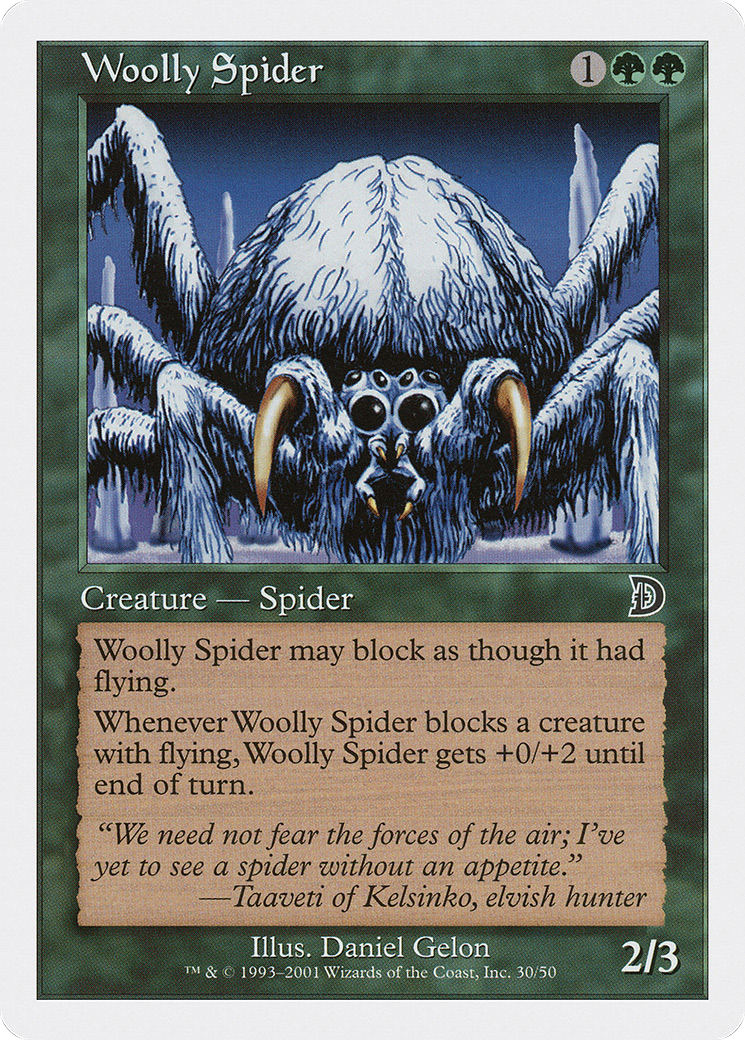 Woolly Spider 1
Creature — Spider D
Woolly Spider may block as though it had
flying.
Whenever Woolly Spider blocks a creature
with flying, Woolly Spider gets +0/+2 until
end of turn.
“We need not fear the forces of the air; I’ve
yet to see a spider without an appetite.”
—Taaveti of Kelsinko, elvish hunter
Illus. Daniel Gelon
™ & © 1993–2001 Wizards of the Coast, Inc. 30/50
2/3